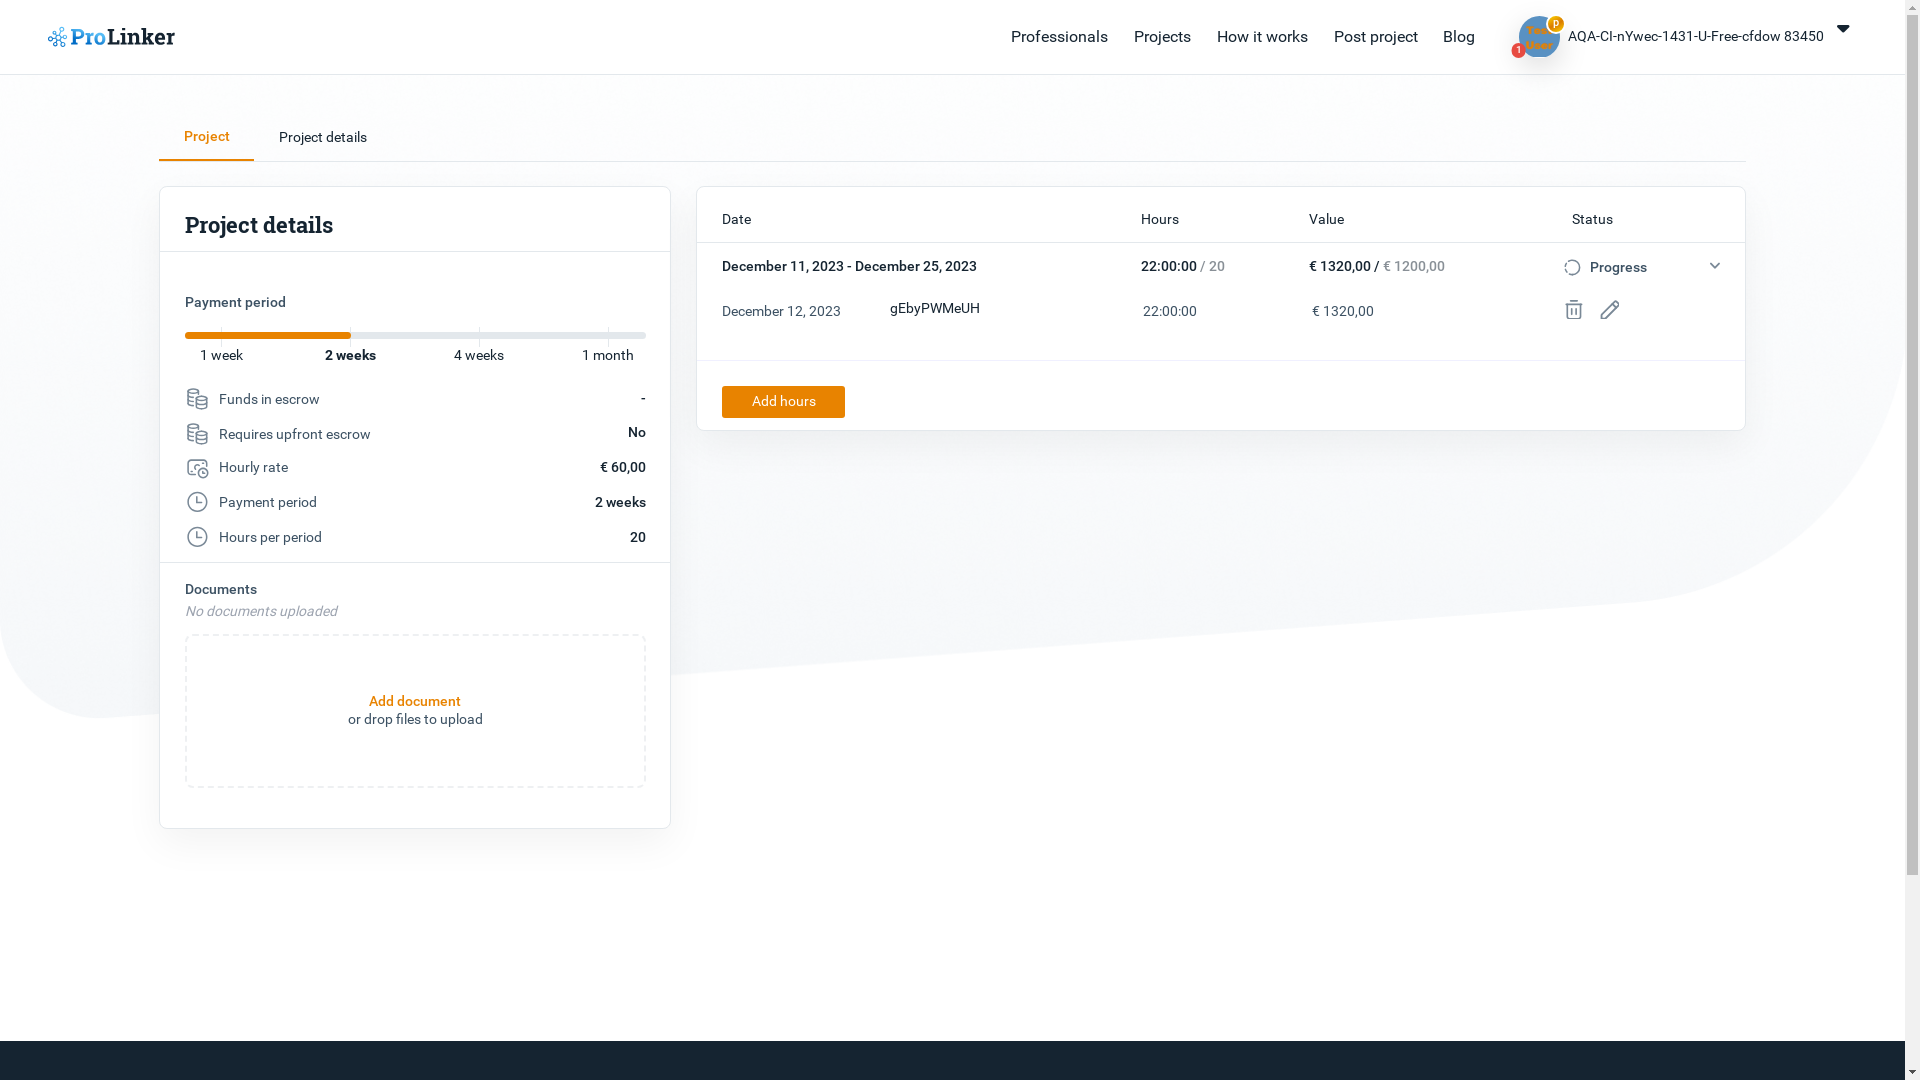 ProLinker
Professionals
Projects
How it works
Post project
Blog
p
1
User
AQA-CI-nYwec-1431-U-Free-cfdow 83450
Project
Project details
Project details
Payment period
1 week
2 weeks
4 weeks
1 month
Funds in escrow -
Requires upfront escrow No
Hourly rate € 60,00
Payment period 2 weeks
Hours per period 20
Documents
No documents uploaded
Add document
or drop files to upload
Date Hours Value Status
December 11, 2023 - December 25, 2023 22:00:00 / 20 € 1320,00 / € 1200,00 Progress
December 12, 2023 gEbyPWMeUH 22:00:00 € 1320,00
Add hours